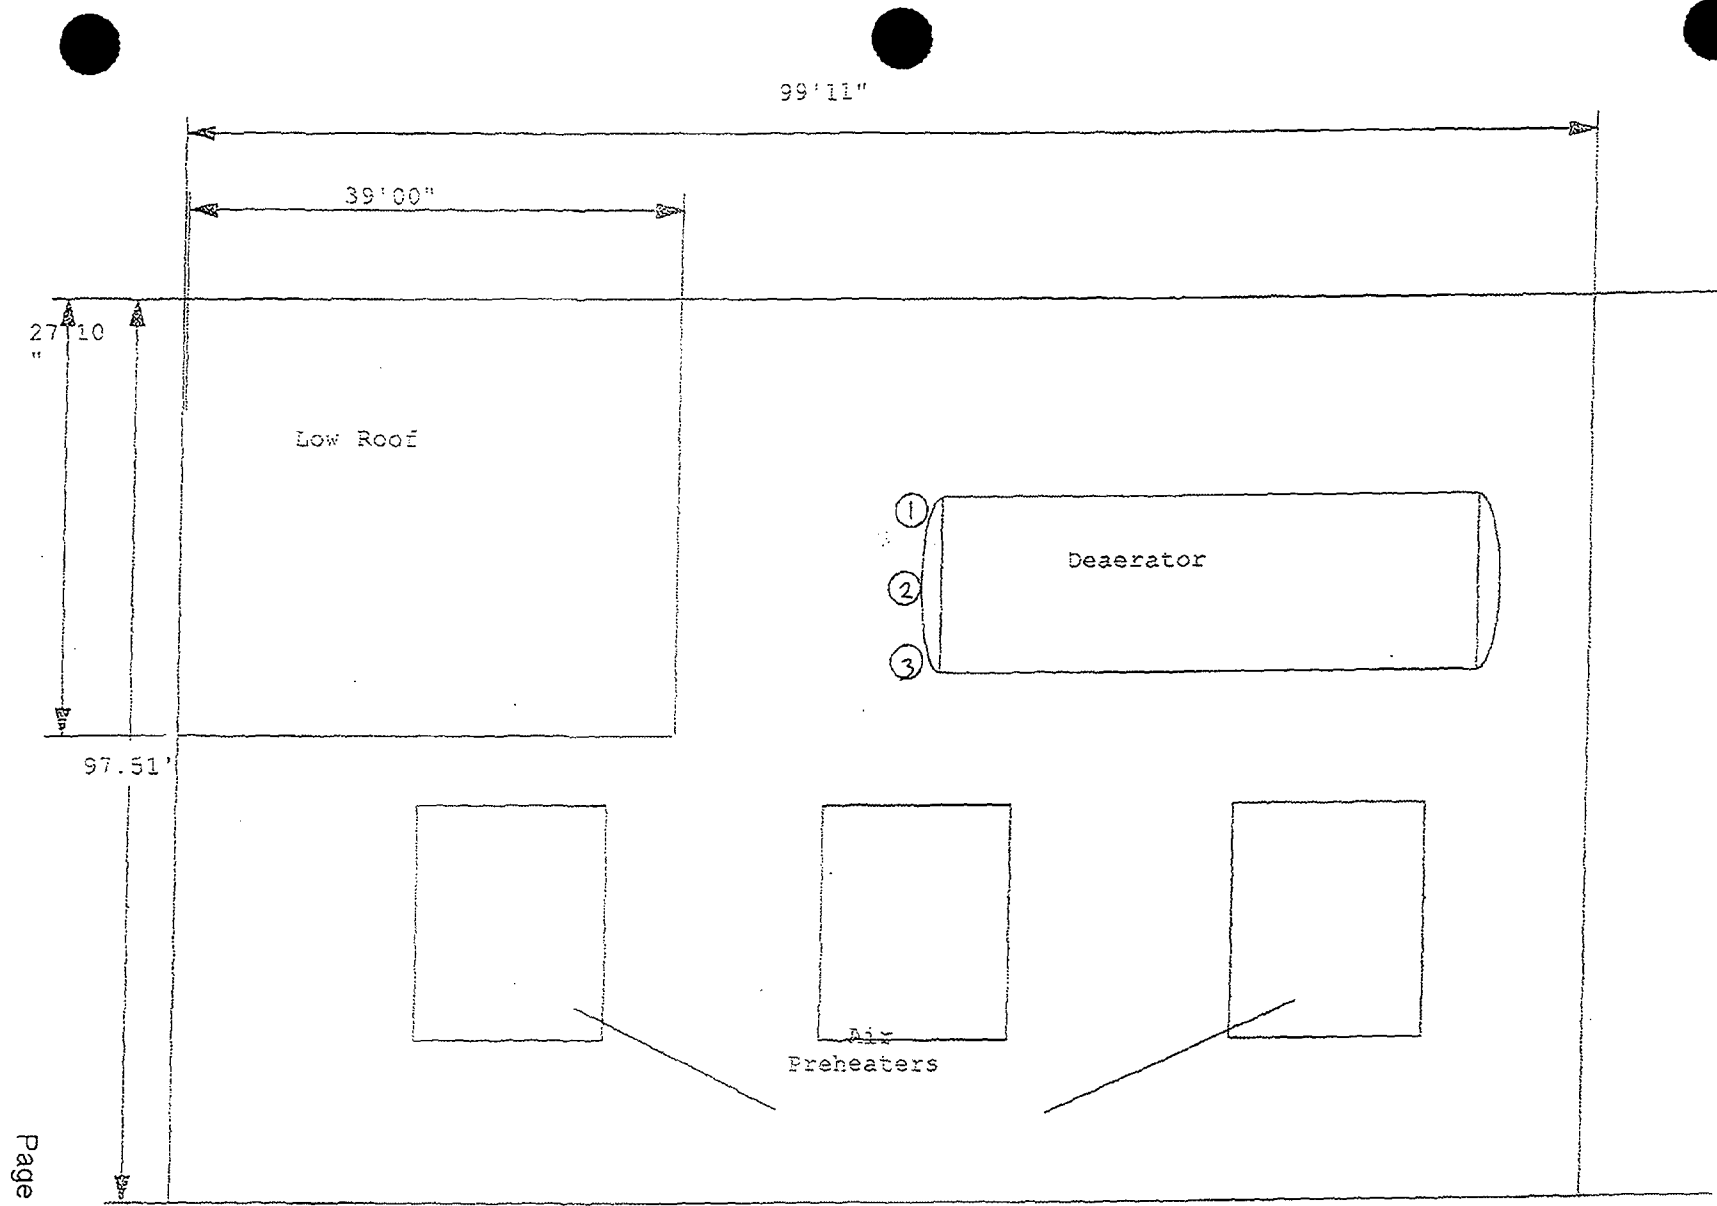 99'11"
39'00"
27'10
"
Low Roof
1
Deaerator
2
3
97.51'
Air
Preheaters
Page